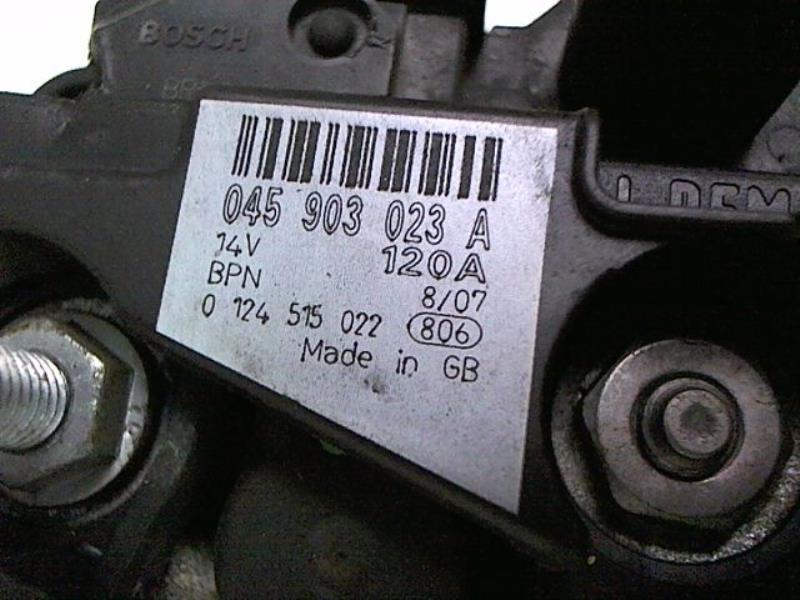 BOSCH
045 903 023 A
14V 120A
BPN 8/07
0 124 515 022 806
Made in GB